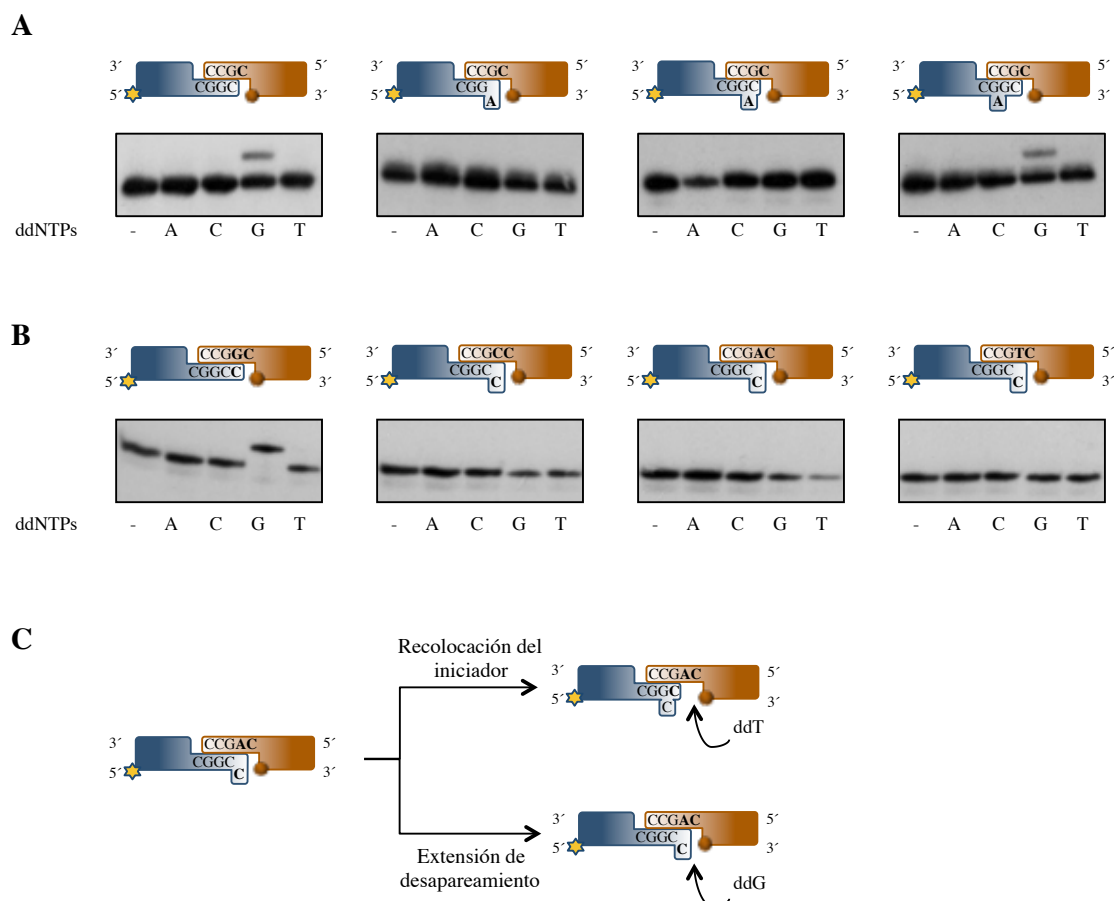 A
3´ CCGC 5´ 3´ CCGC 5´ 3´ CCGC 5´ 3´ CCGC 5´
5´ CGGC 3´ 5´ CGG 3´ 5´ CGGC 3´ 5´ CGGC 3´
A A A
ddNTPs - A C G T - A C G T - A C G T - A C G T
B
3´ CCGGC 5´ 3´ CCGCC 5´ 3´ CCGAC 5´ 3´ CCGTC 5´
5´ CGGCC 3´ 5´ CGGC 3´ 5´ CGGC 3´ 5´ CGGC 3´
C C C
ddNTPs - A C G T - A C G T - A C G T - A C G T
C
Recolocación del
iniciador
3´ CCGAC 5´
5´ CGGC 3´
C
ddT
3´ CCGAC 5´
5´ CGGC 3´
C
3´ CCGAC 5´
5´ CGGC 3´
C
Extensión de
desapareamiento
ddG